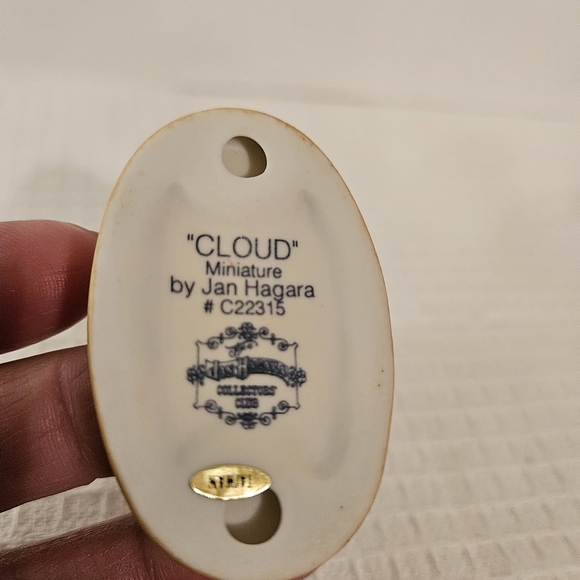 "CLOUD"
Miniature
by Jan Hagara
# C22315
COLLECTORS'
CLUB